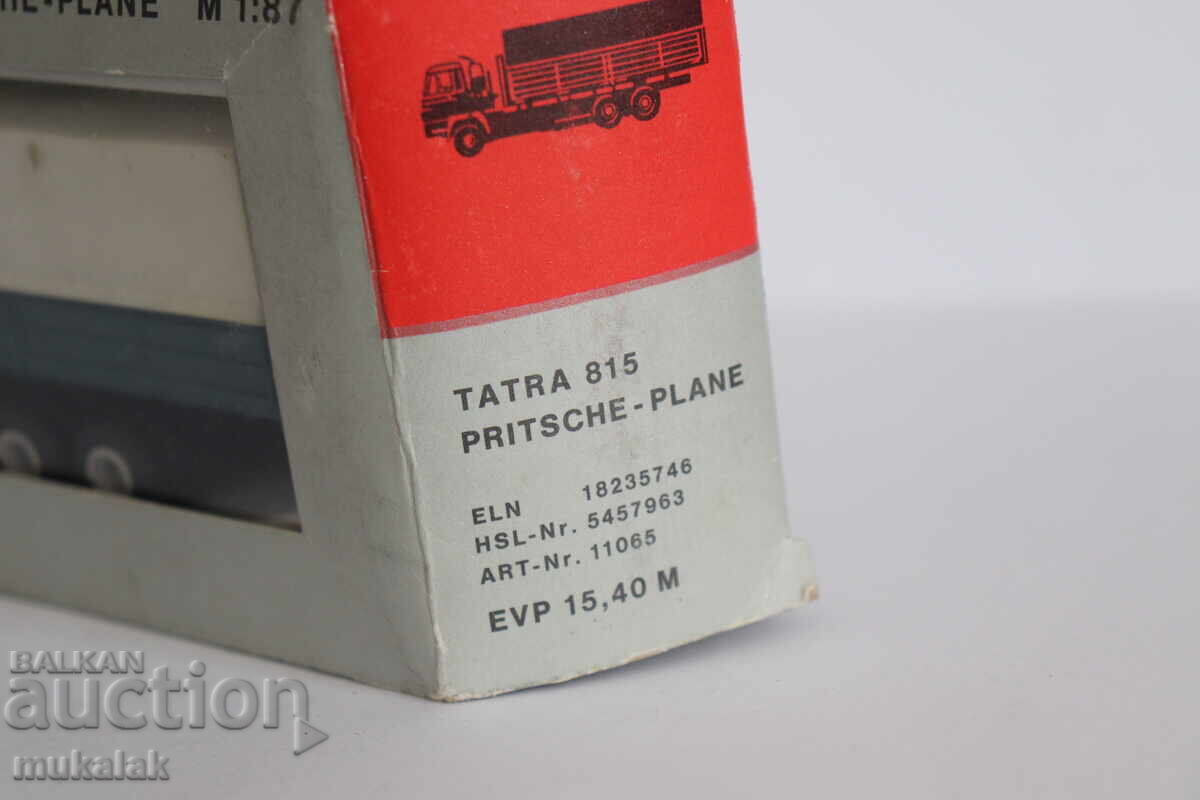 -PLANE M 1:87
TATRA 815
PRITSCHE-PLANE
ELN 18235746
HSL-Nr. 5457963
ART-Nr. 11065
EVP 15,40 M
BALKAN
auction
mukalak